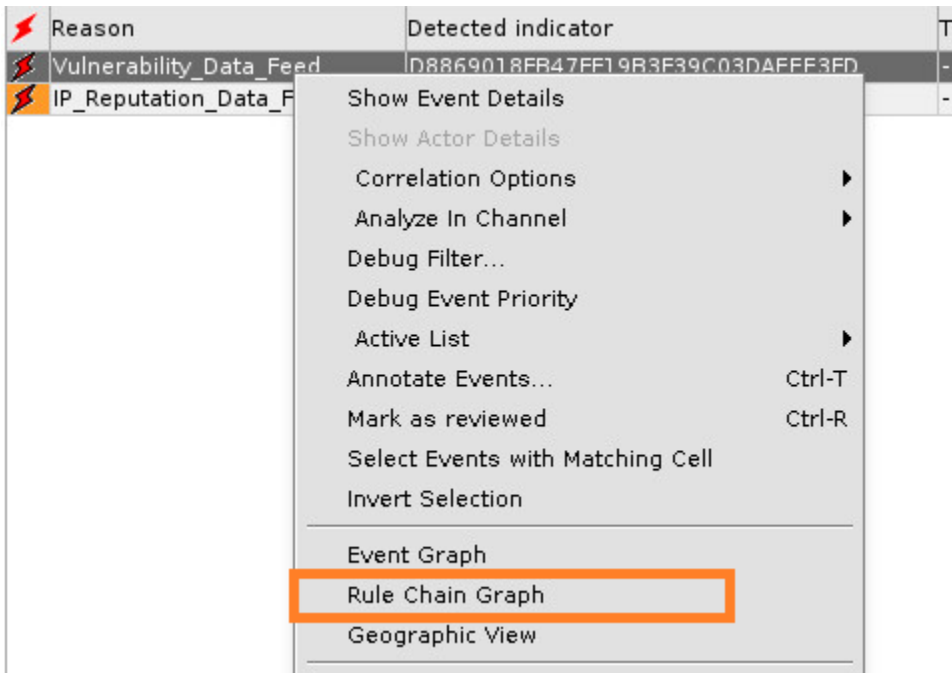 Reason Detected indicator T
Vulnerability_Data_Feed D8869018FB47FF19B3F39C03DAFFF3FD -
IP_Reputation_Data_F -
Show Event Details
Show Actor Details
Correlation Options
Analyze In Channel
Debug Filter...
Debug Event Priority
Active List
Annotate Events... Ctrl-T
Mark as reviewed Ctrl-R
Select Events with Matching Cell
Invert Selection
Event Graph
Rule Chain Graph
Geographic View